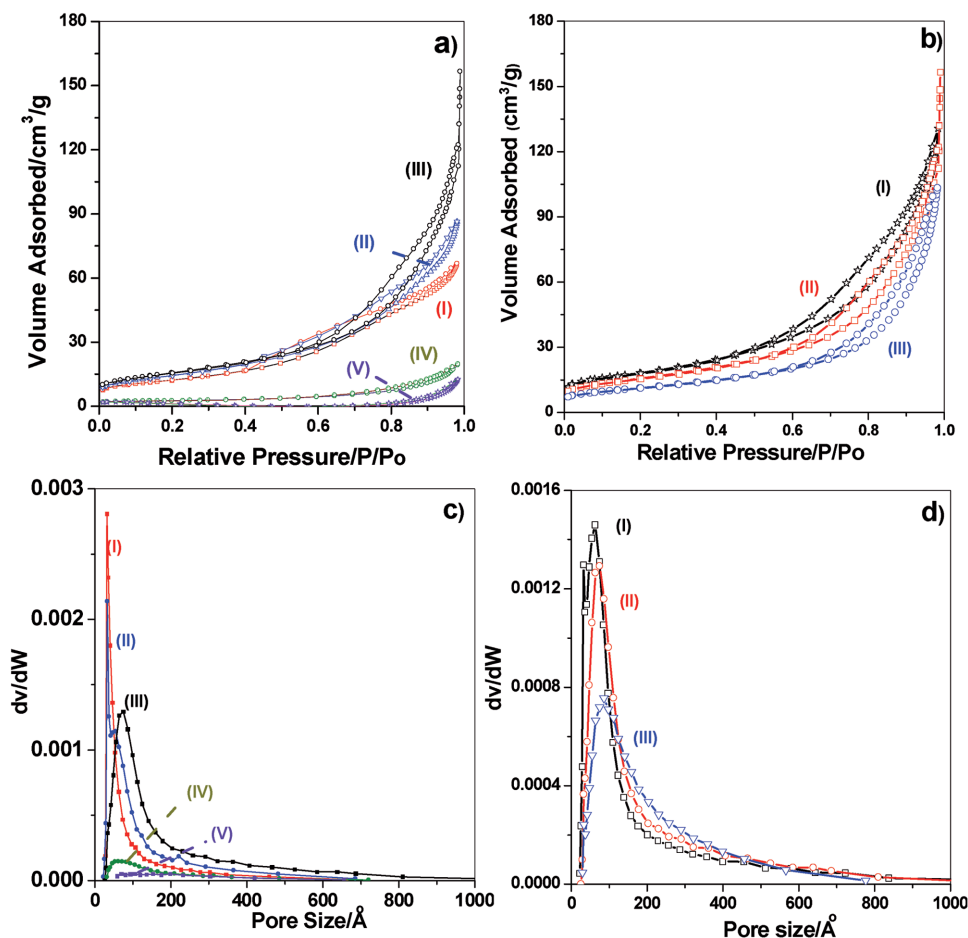 a)
180
150
120
90
60
30
0
Volume Adsorbed/cm³/g
(III)
(II)
(I)
(IV)
(V)
0.0 0.2 0.4 0.6 0.8 1.0
Relative Pressure/P/Po
b)
180
150
120
90
60
30
0
Volume Adsorbed (cm³/g)
(I)
(II)
(III)
0.0 0.2 0.4 0.6 0.8 1.0
Relative Pressure/P/Po
c)
0.003
0.002
0.001
0.000
dv/dW
(I)
(II)
(III)
(IV)
(V)
0 200 400 600 800 1000
Pore Size/Å
d)
0.0016
0.0012
0.0008
0.0004
0.0000
dv/dW
(I)
(II)
(III)
0 200 400 600 800 1000
Pore size/Å